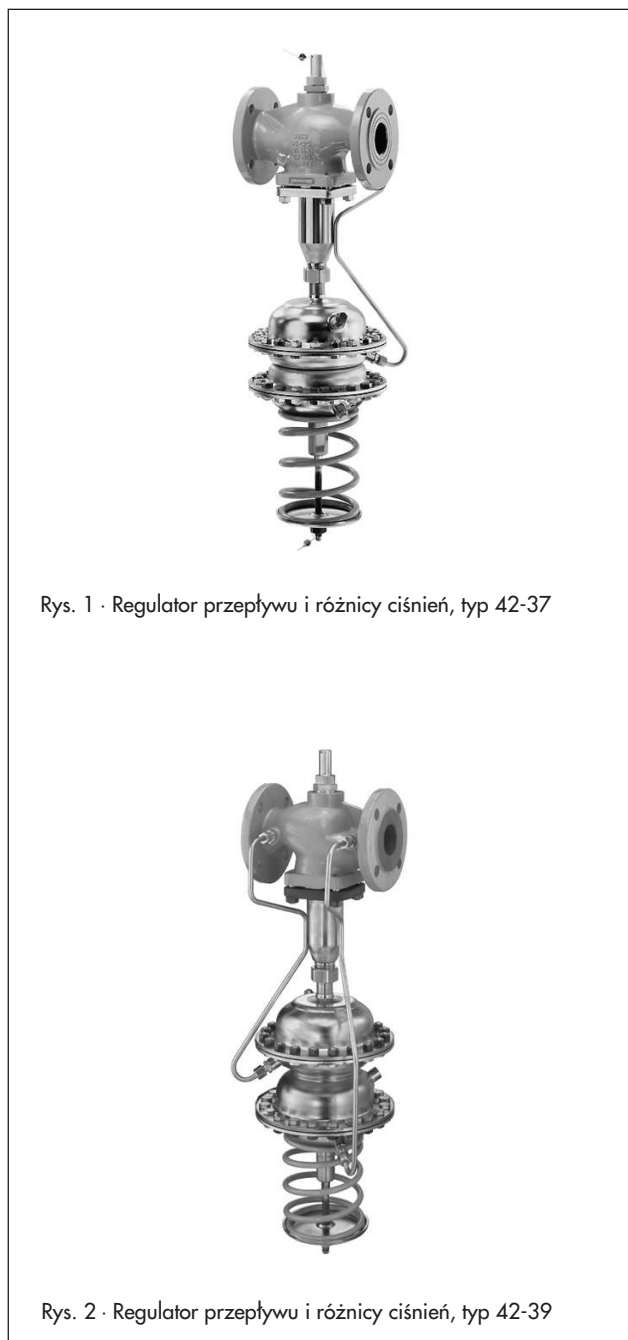 Rys. 1 · Regulator przepływu i różnicy ciśnień, typ 42-37
Rys. 2 · Regulator przepływu i różnicy ciśnień, typ 42-39